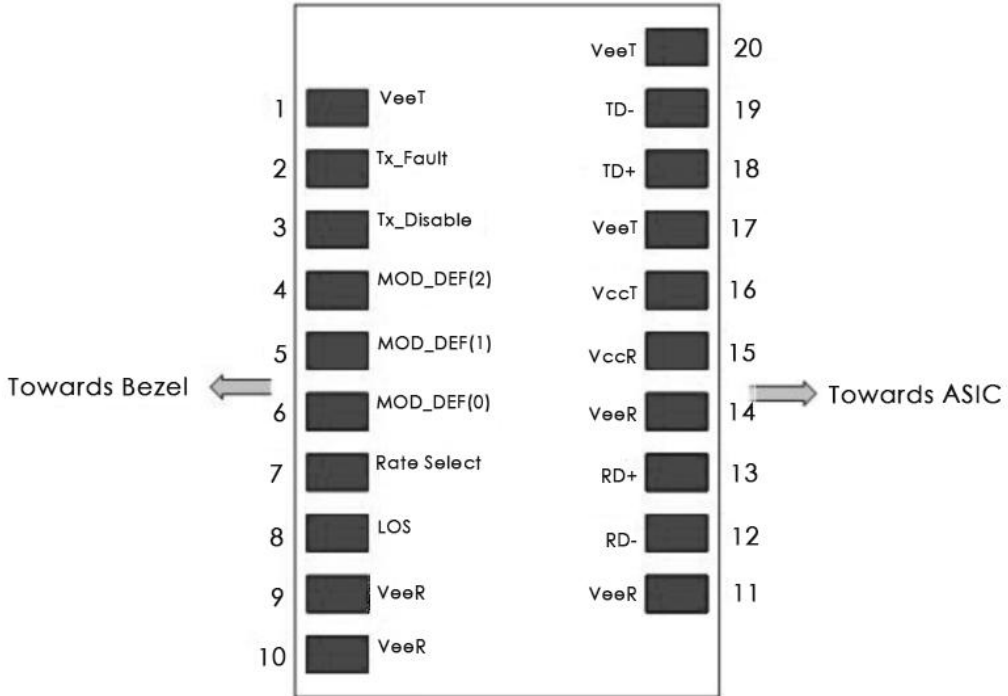 VeeT 20
1 VeeT
TD- 19
2 Tx_Fault
TD+ 18
3 Tx_Disable
VeeT 17
4 MOD_DEF(2)
VccT 16
5 MOD_DEF(1)
VccR 15
Towards Bezel
6 MOD_DEF(0)
VeeR 14
Towards ASIC
7 Rate Select
RD+ 13
8 LOS
RD- 12
9 VeeR
VeeR 11
10 VeeR